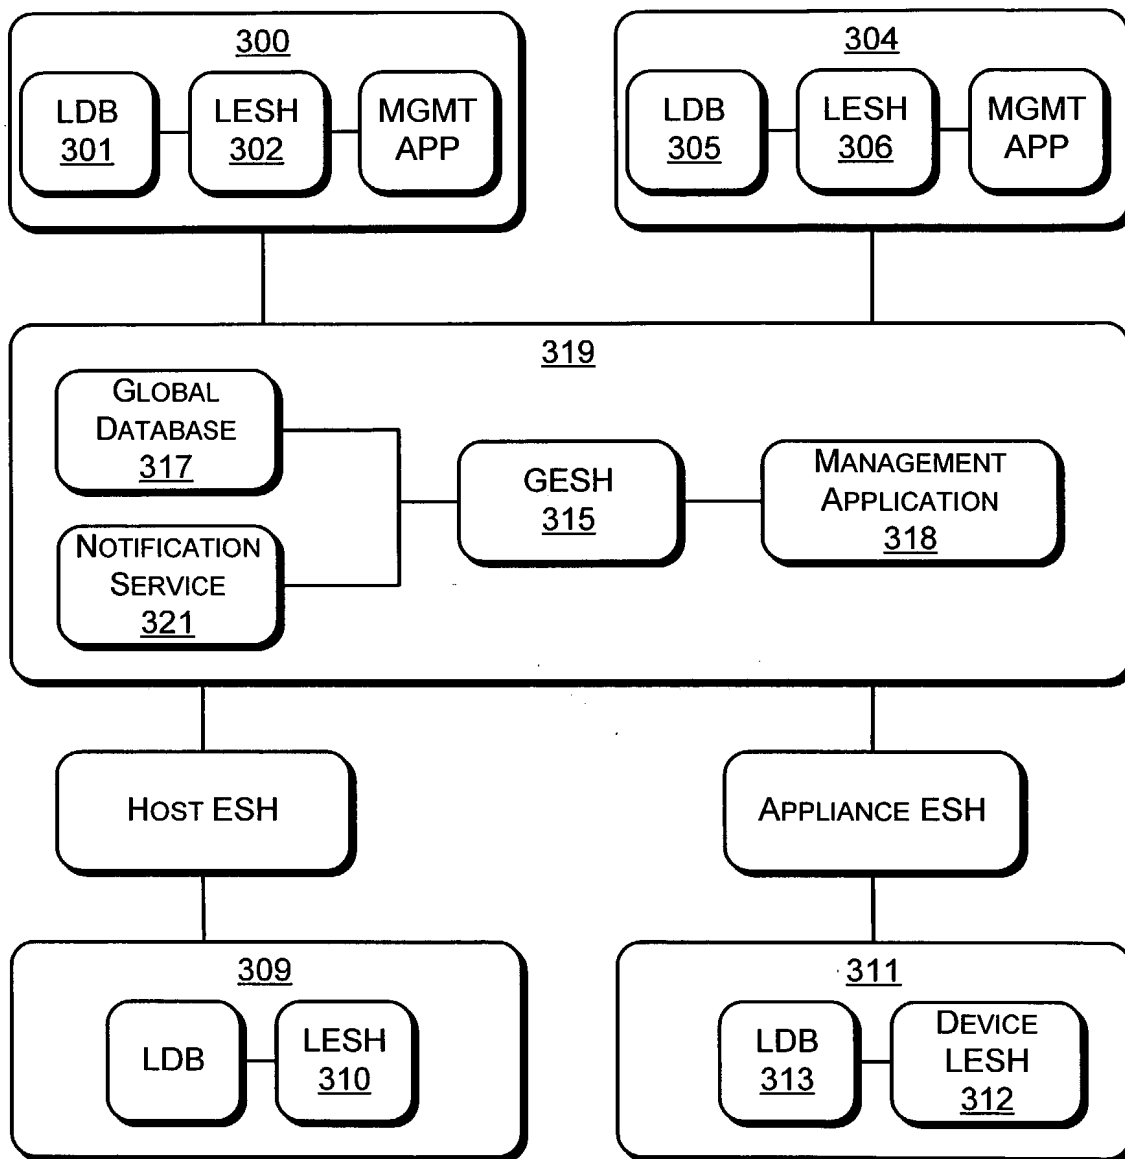 300
LDB
301
LESH
302
MGMT
APP
304
LDB
305
LESH
306
MGMT
APP
319
GLOBAL
DATABASE
317
NOTIFICATION
SERVICE
321
GESH
315
MANAGEMENT
APPLICATION
318
HOST ESH
APPLIANCE ESH
309
LDB
LESH
310
311
LDB
313
DEVICE
LESH
312